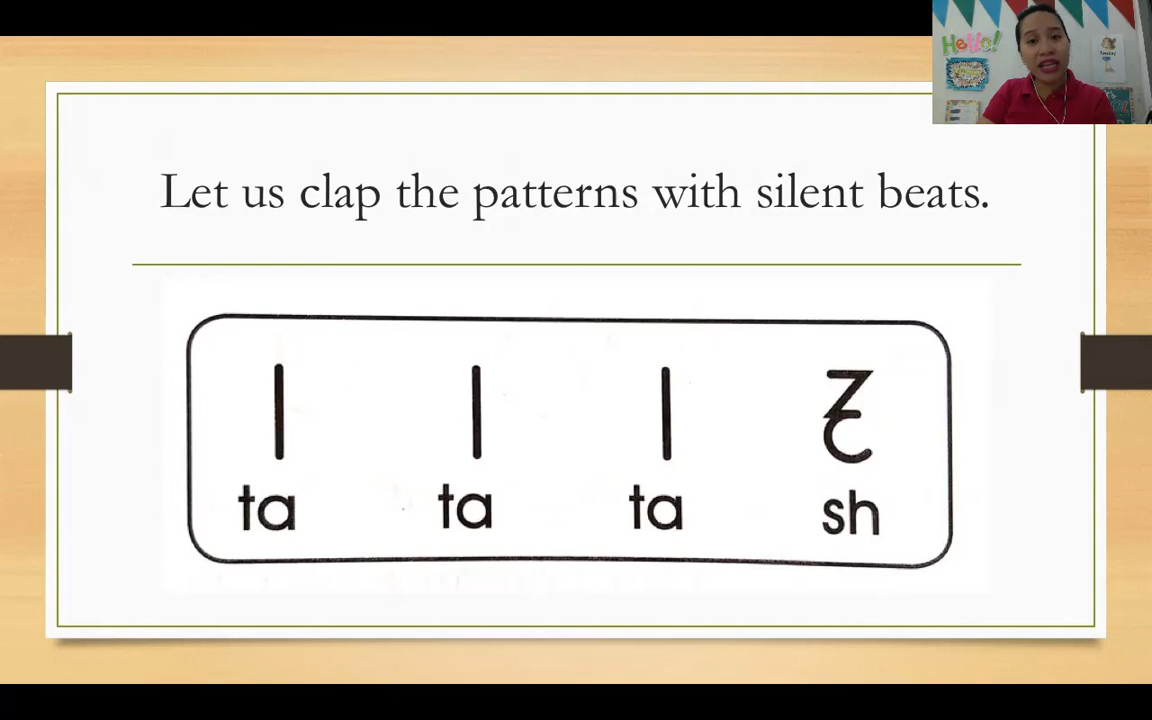 Let us clap the patterns with silent beats.
ta ta ta sh
Hello!